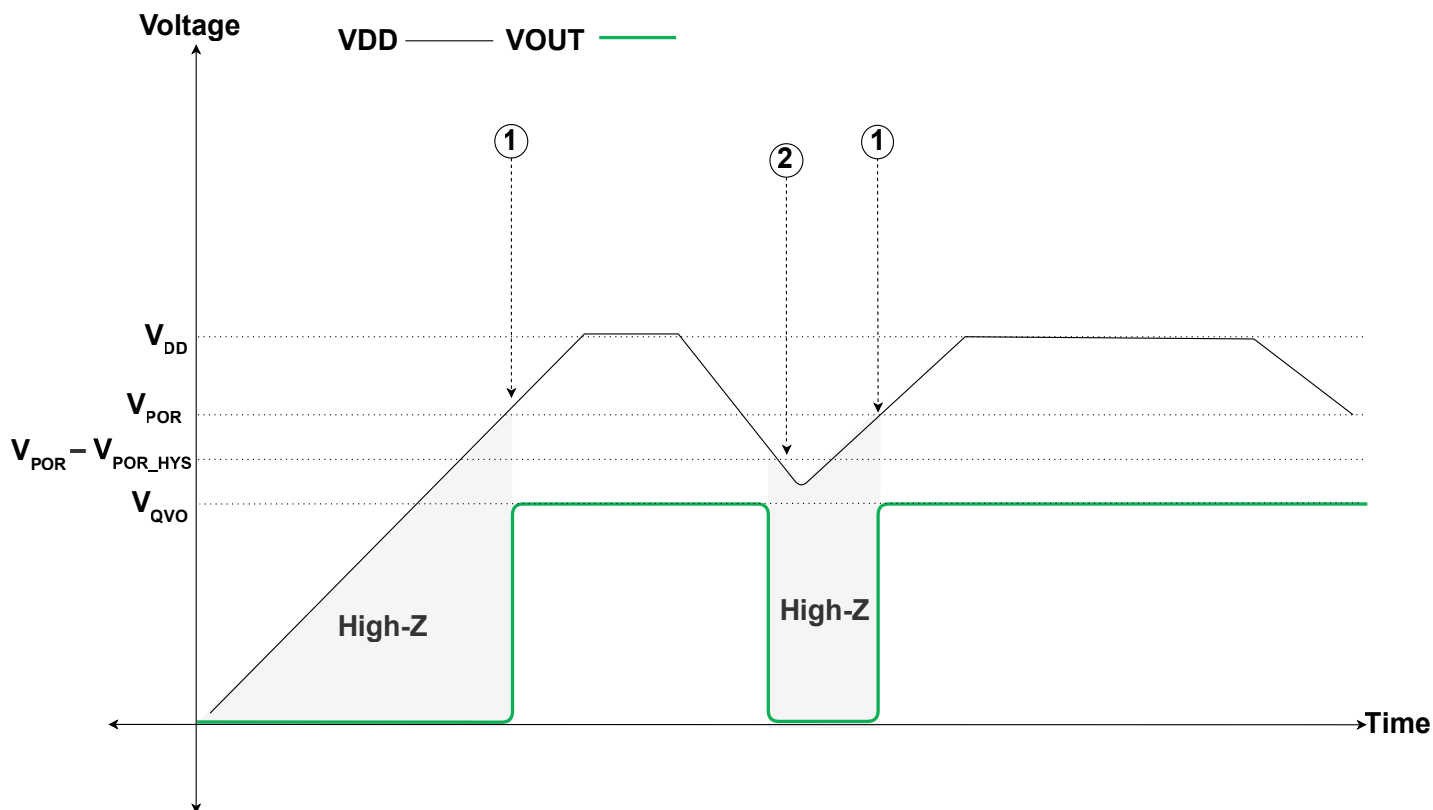 Voltage
VDD VOUT
1
2
1
VDD
VPOR
VPOR – VPOR_HYS
VQVO
High-Z
High-Z
Time